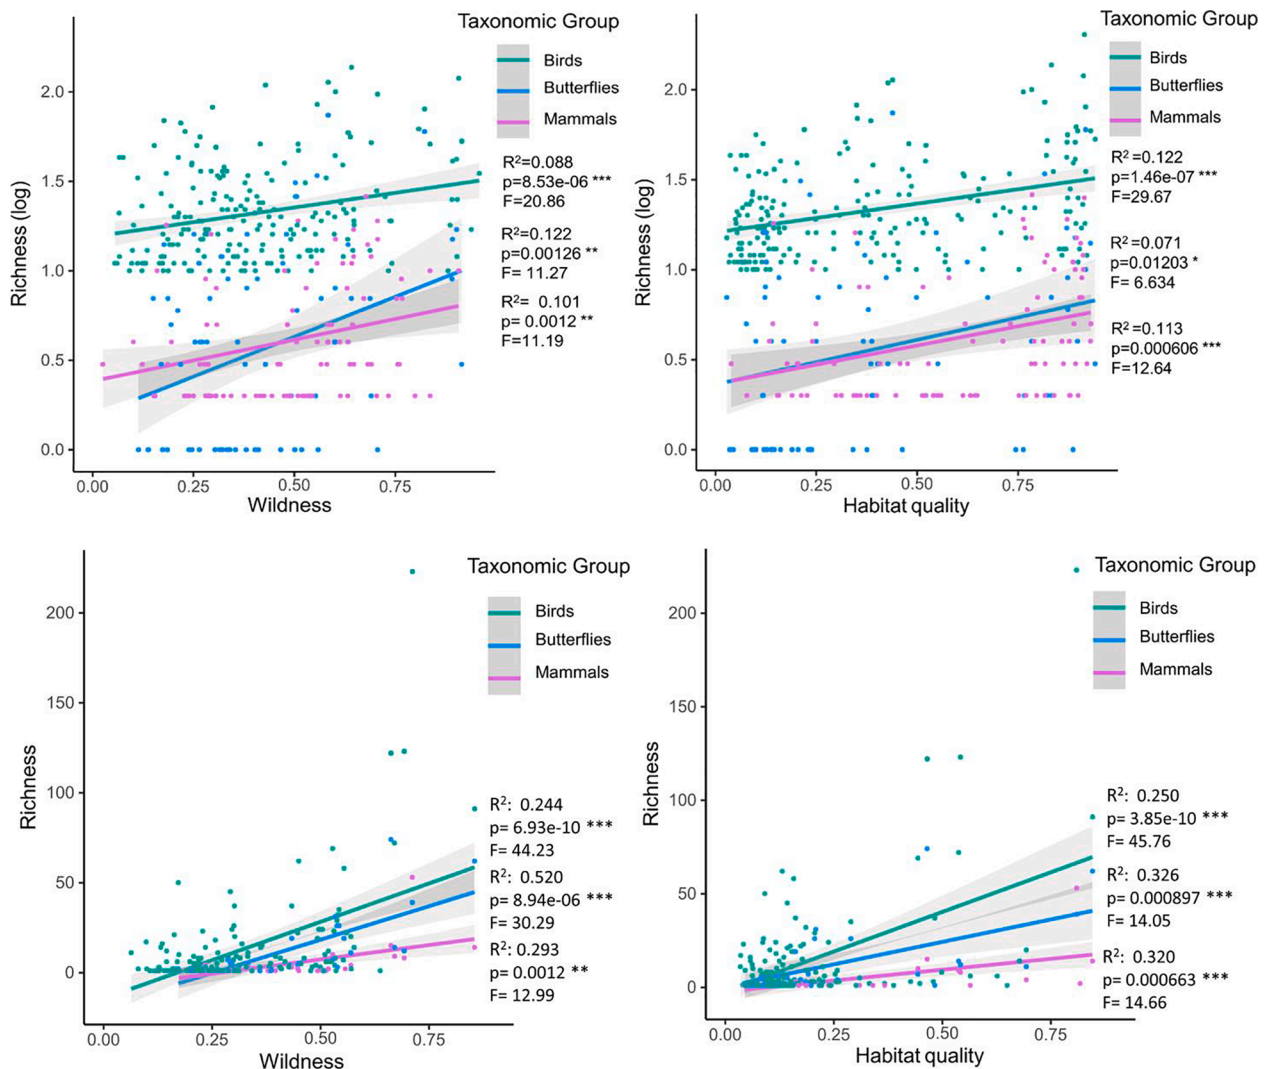 Taxonomic Group
Birds
Butterflies
Mammals
R²=0.088
p=8.53e-06 ***
F=20.86
R²=0.122
p=0.00126 **
F= 11.27
R²= 0.101
p= 0.0012 **
F=11.19
Richness (log)
2.0
1.5
1.0
0.5
0.0
0.00 0.25 0.50 0.75
Wildness
Taxonomic Group
Birds
Butterflies
Mammals
R²=0.122
p=1.46e-07 ***
F=29.67
R²=0.071
p=0.01203 *
F= 6.634
R²=0.113
p=0.000606 ***
F=12.64
Richness (log)
2.0
1.5
1.0
0.5
0.0
0.00 0.25 0.50 0.75
Habitat quality
Taxonomic Group
Birds
Butterflies
Mammals
R²: 0.244
p= 6.93e-10 ***
F= 44.23
R²: 0.520
p= 8.94e-06 ***
F= 30.29
R²: 0.293
p= 0.0012 **
F= 12.99
Richness
200
150
100
50
0
0.00 0.25 0.50 0.75
Wildness
Taxonomic Group
Birds
Butterflies
Mammals
R²: 0.250
p= 3.85e-10 ***
F= 45.76
R²: 0.326
p= 0.000897 ***
F= 14.05
R²: 0.320
p= 0.000663 ***
F= 14.66
Richness
200
150
100
50
0
0.00 0.25 0.50 0.75
Habitat quality